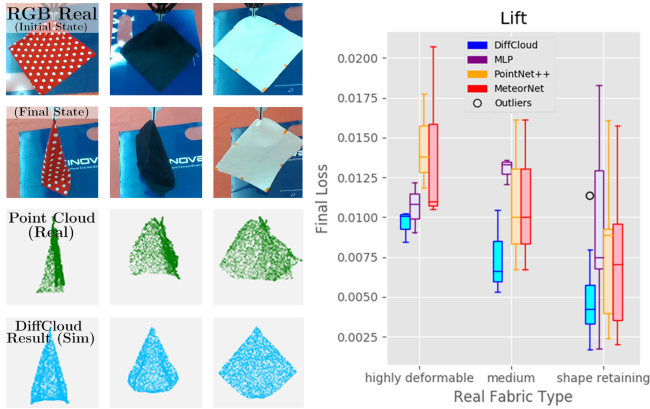 RGB Real
(Initial State)
(Final State)
NOVA
INOV
Point Cloud
(Real)
DiffCloud
Result (Sim)
Lift
DiffCloud
MLP
PointNet++
MeteorNet
Outliers
Final Loss
0.0200
0.0175
0.0150
0.0125
0.0100
0.0075
0.0050
0.0025
highly deformable
medium
shape retaining
Real Fabric Type